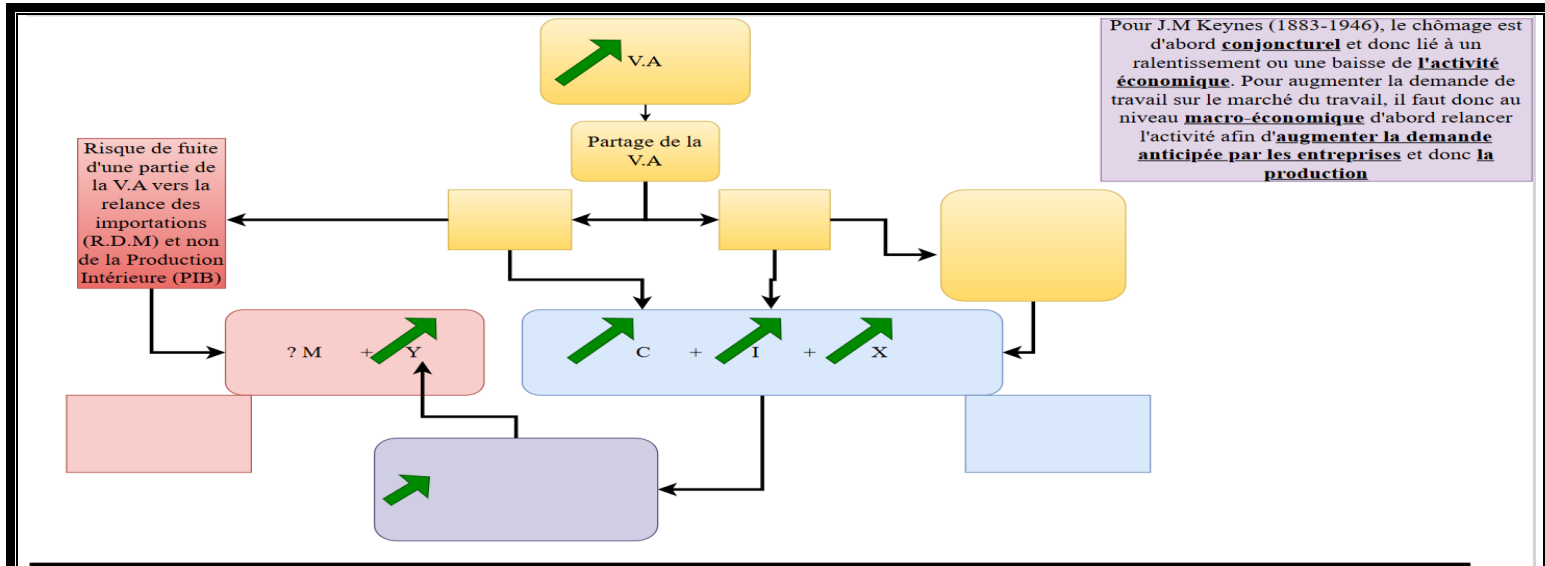 Pour J.M Keynes (1883-1946), le chômage est
d'abord conjoncturel et donc lié à un
ralentissement ou une baisse de l'activité
économique. Pour augmenter la demande de
travail sur le marché du travail, il faut donc au
niveau macro-économique d'abord relancer
l'activité afin d'augmenter la demande
anticipée par les entreprises et donc la
production
V.A
Partage de la
V.A
Risque de fuite
d'une partie de
la V.A vers la
relance des
importations
(R.D.M) et non
de la Production
Intérieure (PIB)
? M + Y
C + I + X